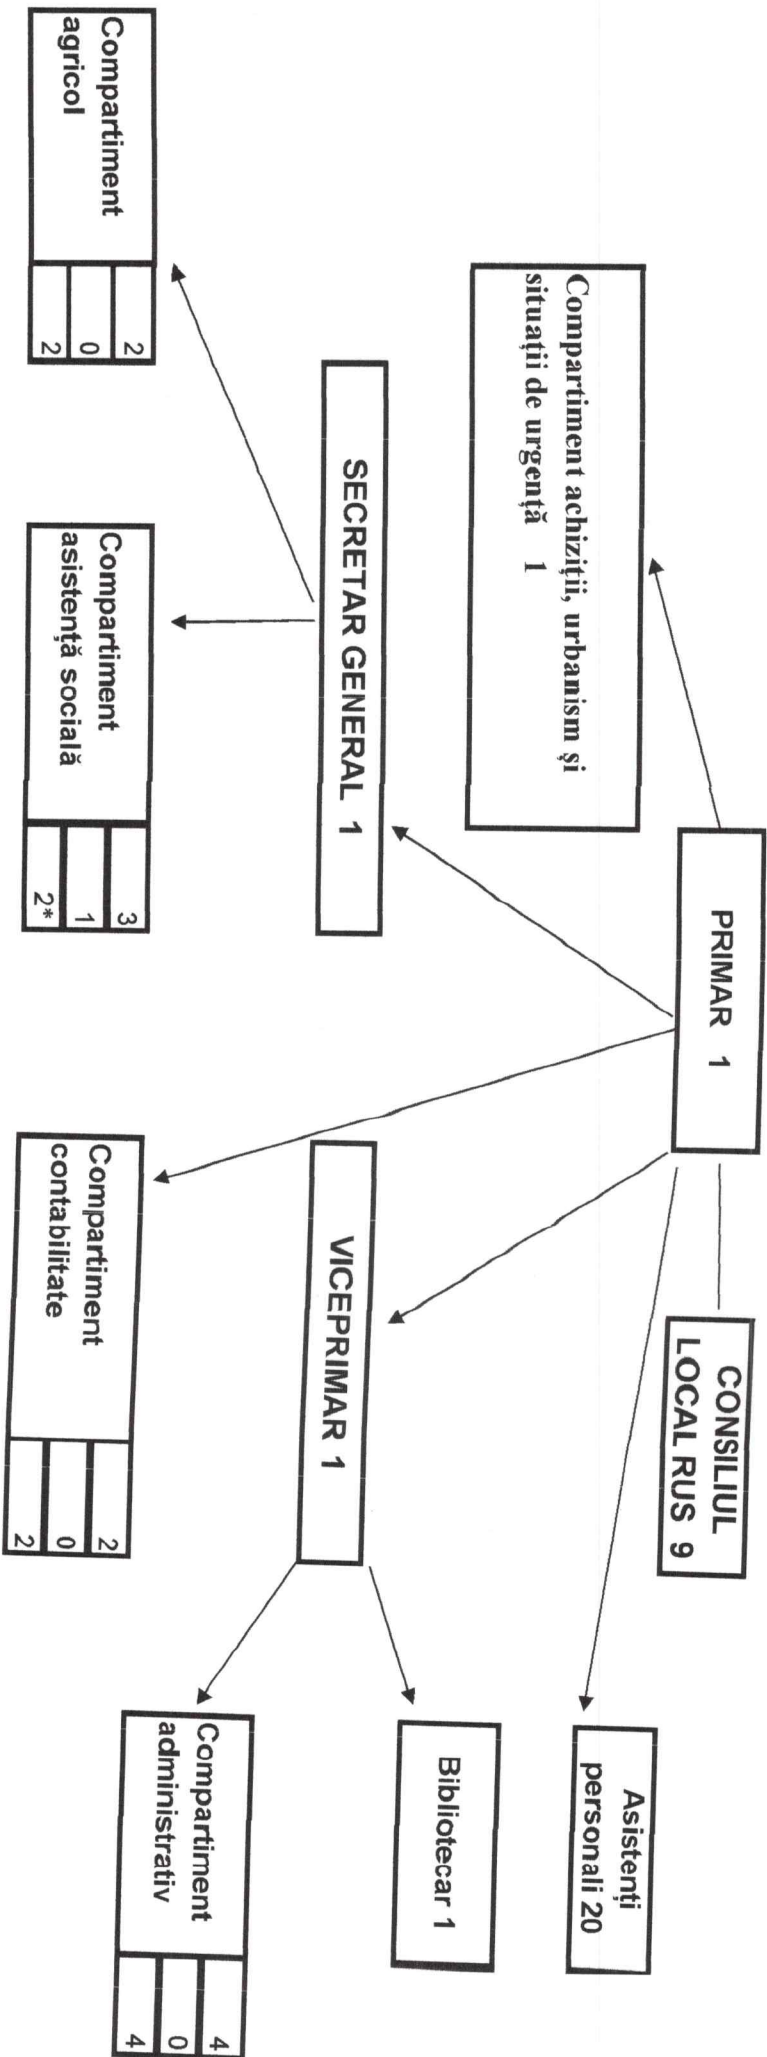 CONSILIUL
LOCAL RUS 9
PRIMAR 1
Asistenți
personali 20
Compartiment achiziții, urbanism și
situații de urgență 1
Bibliotecar 1
SECRETAR GENERAL 1
VICEPRIMAR 1
Compartiment
agricol
2
0
2
Compartiment
asistență socială
3
1
2*
Compartiment
contabilitate
2
0
2
Compartiment
administrativ
4
0
4